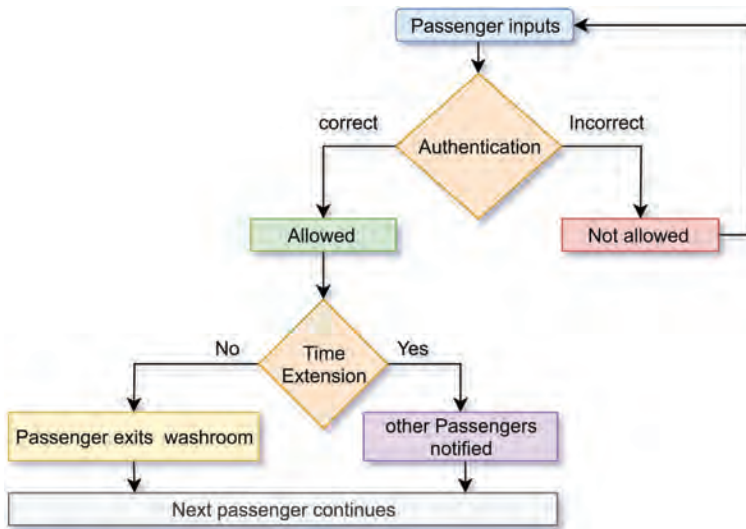 Passenger inputs
correct
Incorrect
Authentication
Allowed
Not allowed
No
Time
Extension
Yes
Passenger exits washroom
other Passengers
notified
Next passenger continues